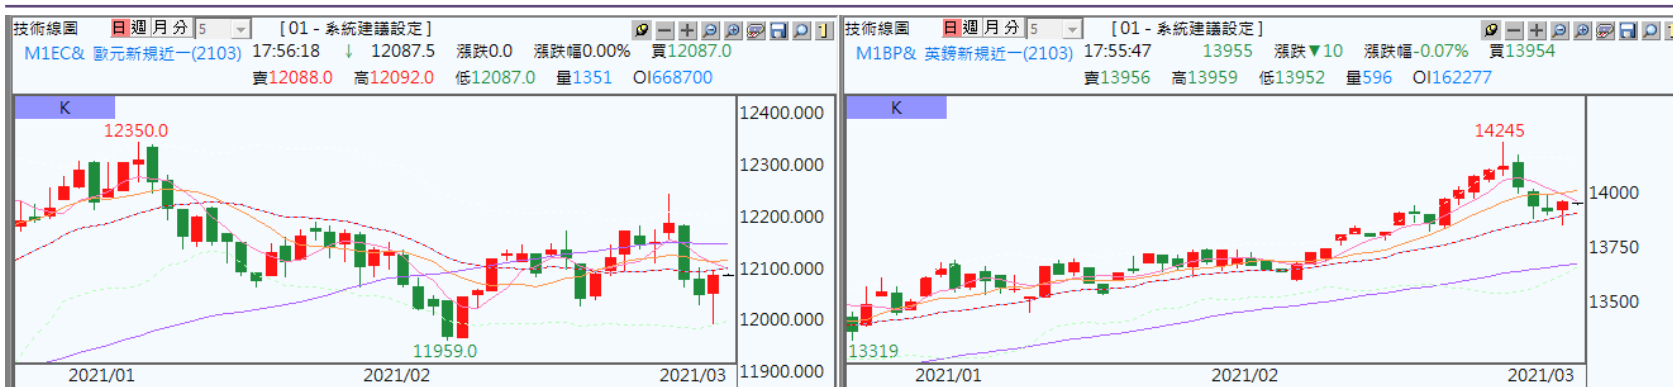 技術線圖 日 週 月 分 5 [ 01 - 系統建議設定 ]
M1EC& 歐元新規近一(2103) 17:56:18 ↓ 12087.5 漲跌0.0 漲跌幅0.00% 買12087.0
賣12088.0 高12092.0 低12087.0 量1351 OI668700
K
12350.0
11959.0
12400.000
12300.000
12200.000
12100.000
12000.000
11900.000
2021/01 2021/02 2021/03
技術線圖 日 週 月 分 5 [ 01 - 系統建議設定 ]
M1BP& 英鎊新規近一(2103) 17:55:47 13955 漲跌▼10 漲跌幅-0.07% 買13954
賣13956 高13959 低13952 量596 OI162277
K
14245
13319
14000
13750
13500
2021/01 2021/02 2021/03